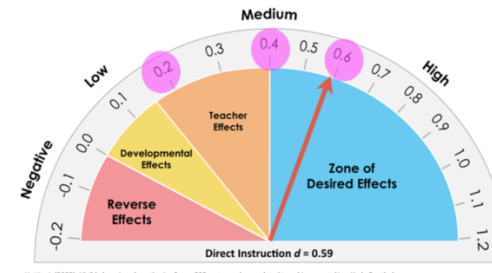 Medium
Low
High
Negative
-0.2
-0.1
0.0
0.1
0.2
0.3
0.4
0.5
0.6
0.7
0.8
0.9
1.0
1.1
1.2
Teacher
Effects
Developmental
Effects
Reverse
Effects
Zone of
Desired Effects
Direct Instruction d = 0.59